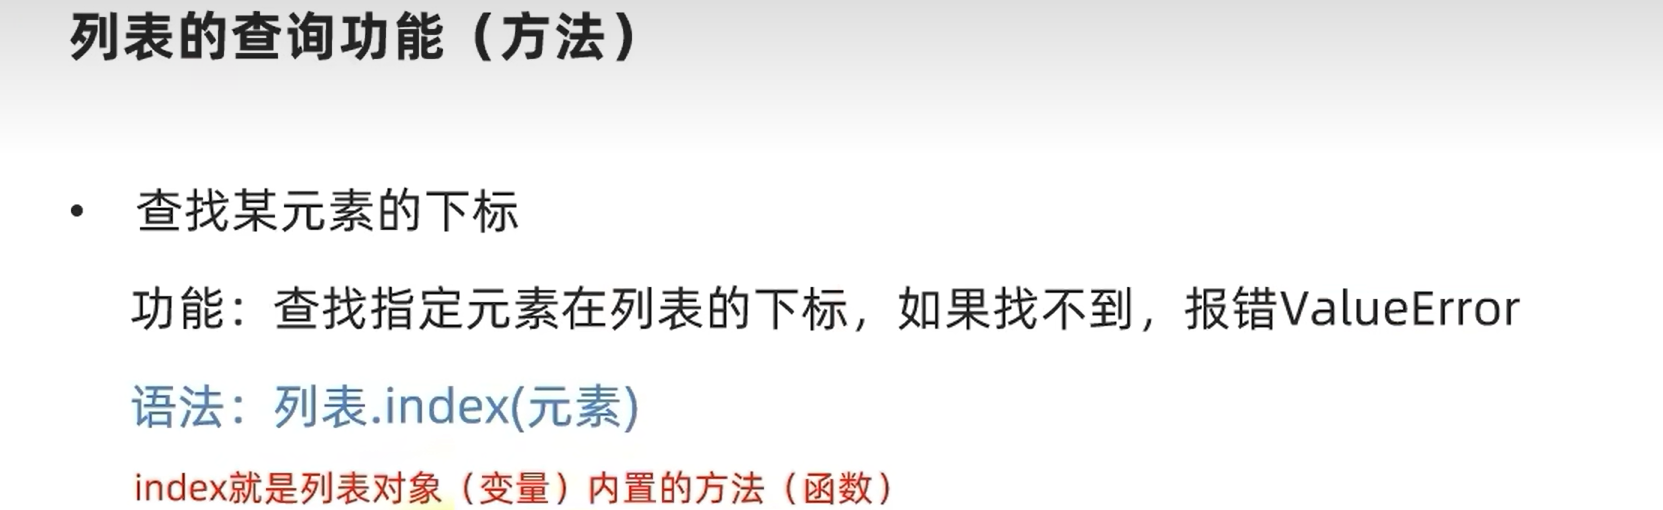 列表的查询功能（方法）
• 查找某元素的下标
功能：查找指定元素在列表的下标，如果找不到，报错ValueError
语法：列表.index(元素)
index就是列表对象（变量）内置的方法（函数）